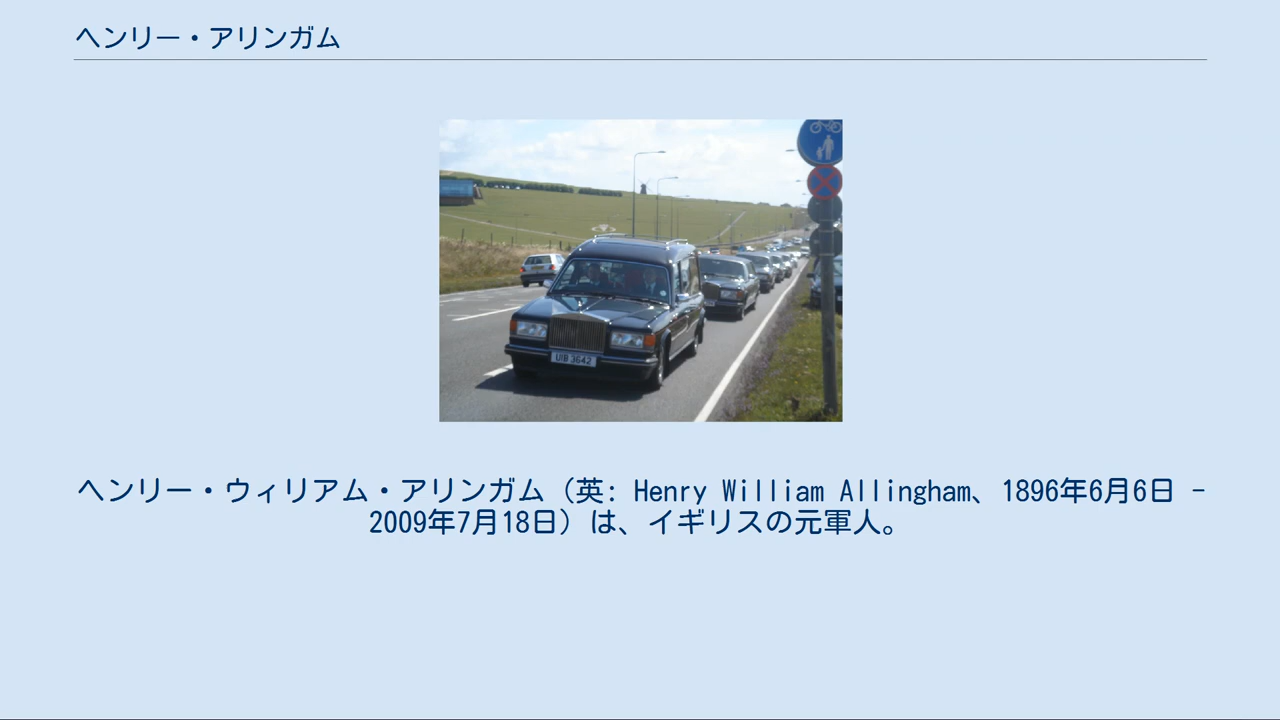 ヘンリー・アリンガム
UIB 3642
ヘンリー・ウィリアム・アリンガム（英: Henry William Allingham、1896年6月6日 -
2009年7月18日）は、イギリスの元軍人。